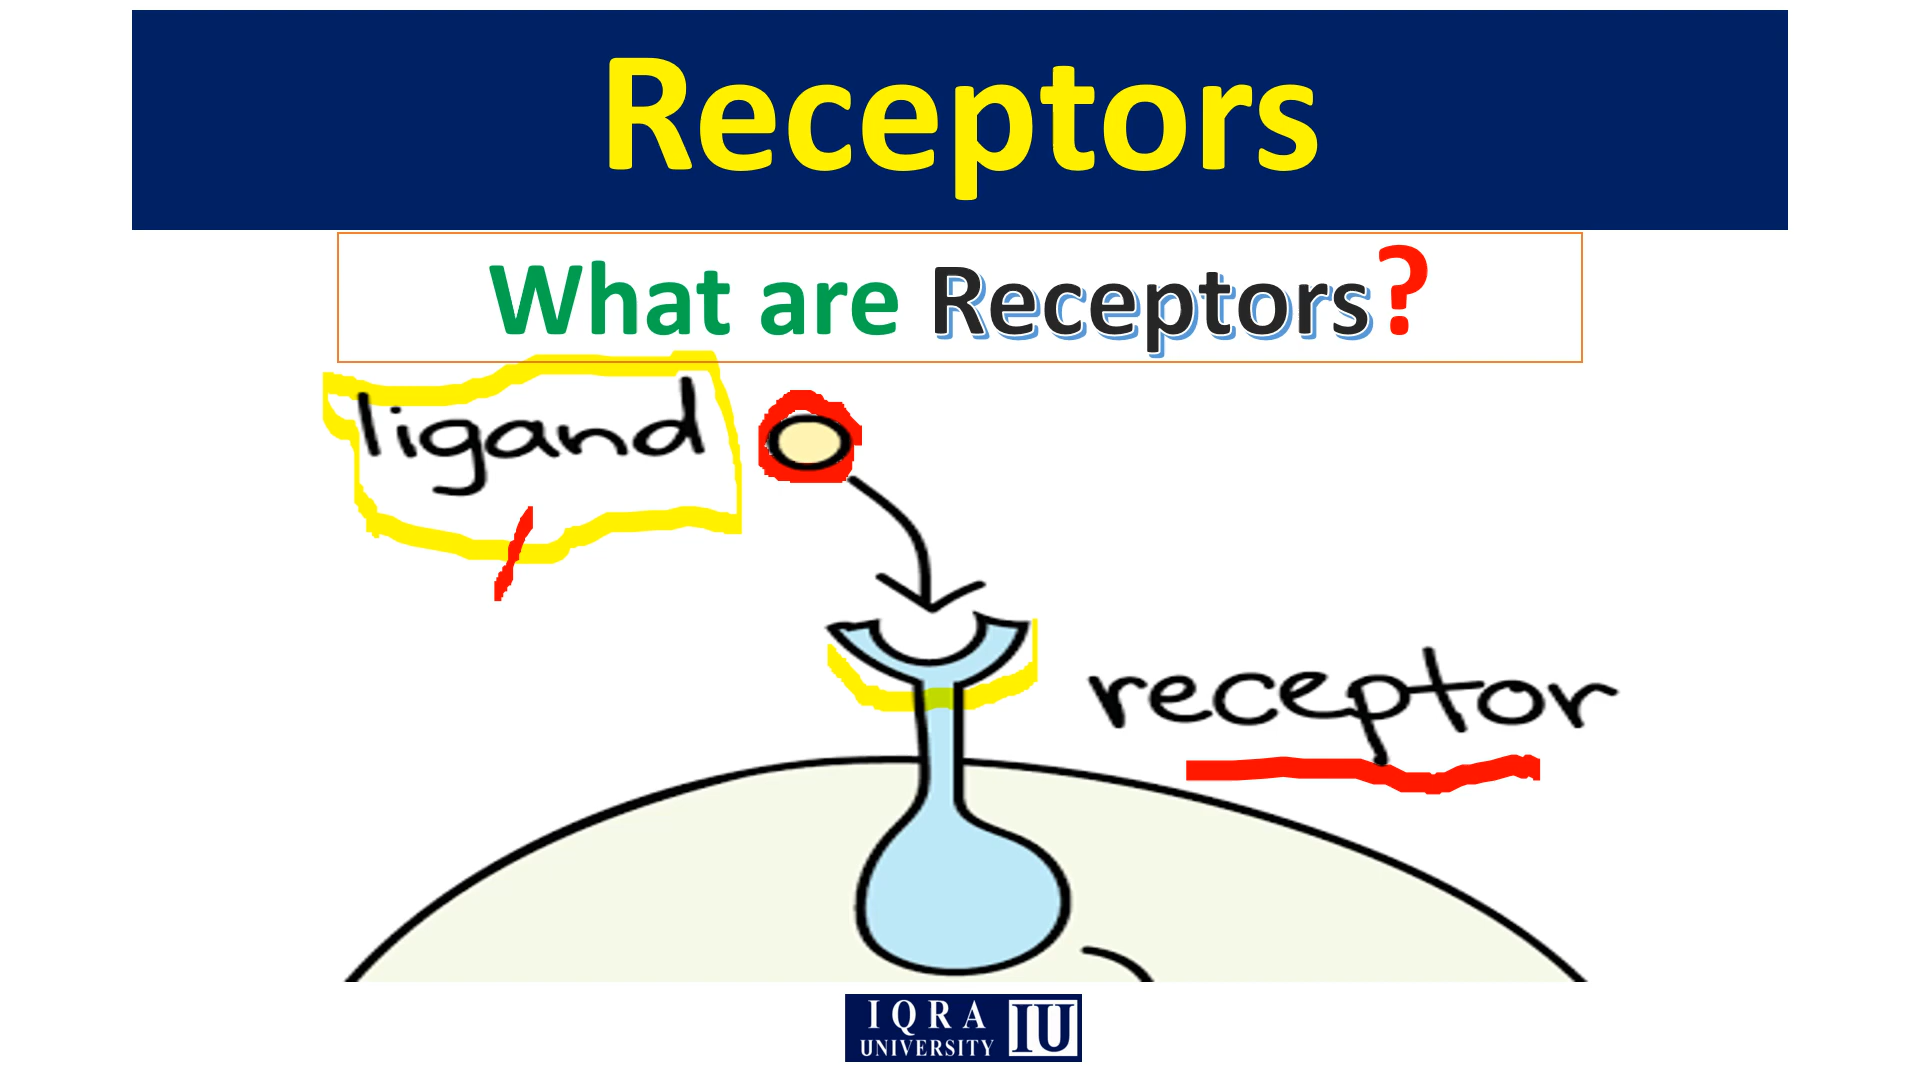 Receptors
What are Receptors?
ligand
receptor
IQRA
UNIVERSITY
IU